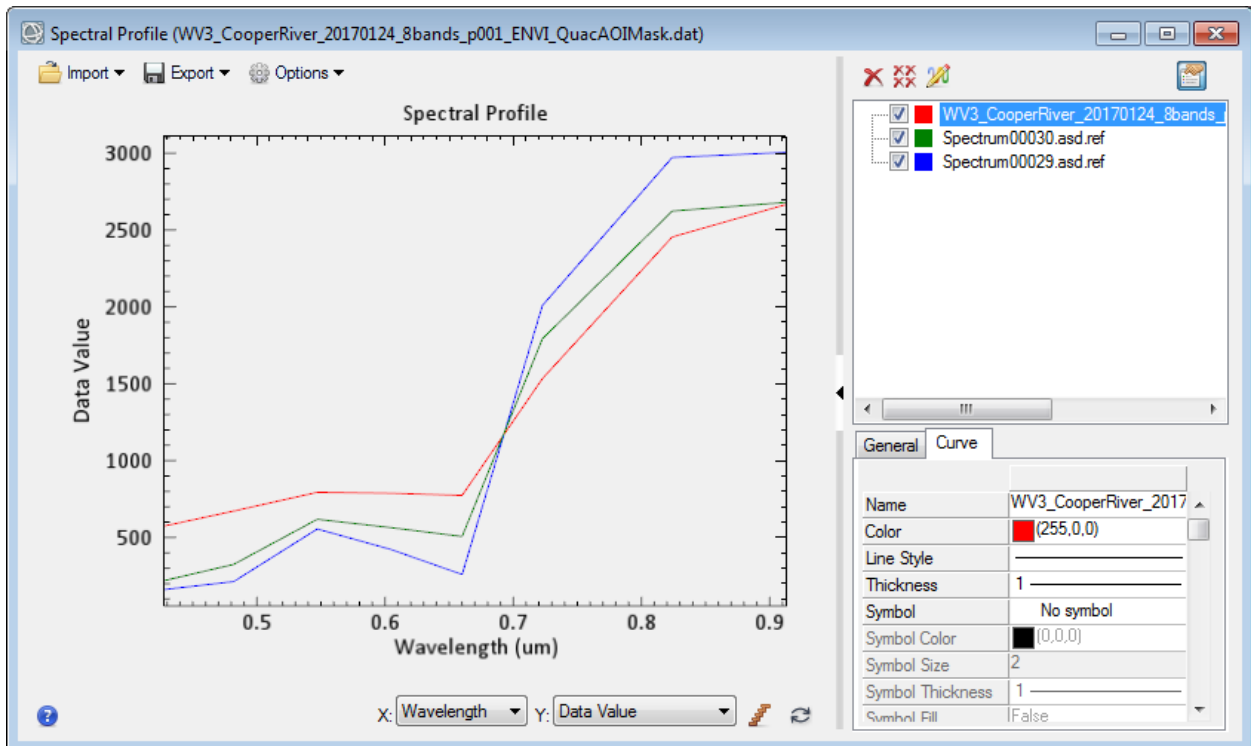 Spectral Profile (WV3_CooperRiver_20170124_8bands_p001_ENVI_QuacAOIMask.dat)
Import Export Options
Spectral Profile
3000
2500
2000
1500
1000
500
Data Value
0.5 0.6 0.7 0.8 0.9
Wavelength (um)
X: Wavelength Y: Data Value
WV3_CooperRiver_20170124_8bands_
Spectrum00030.asd.ref
Spectrum00029.asd.ref
General Curve
Name WV3_CooperRiver_2017
Color (255,0,0)
Line Style
Thickness 1
Symbol No symbol
Symbol Color (0,0,0)
Symbol Size 2
Symbol Thickness 1
Symbol Fill False